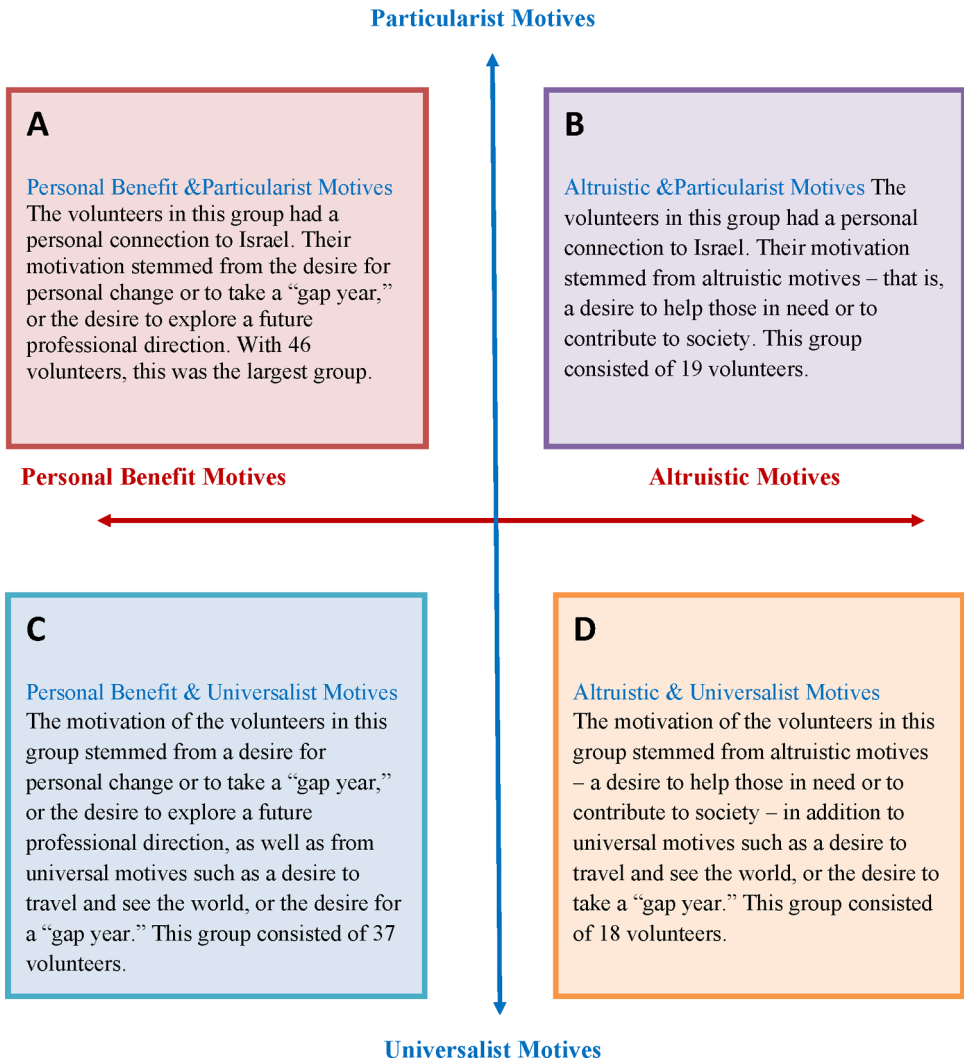 Particularist Motives
A
Personal Benefit &Particularist Motives
The volunteers in this group had a
personal connection to Israel. Their
motivation stemmed from the desire for
personal change or to take a “gap year,”
or the desire to explore a future
professional direction. With 46
volunteers, this was the largest group.
B
Altruistic &Particularist Motives The
volunteers in this group had a personal
connection to Israel. Their motivation
stemmed from altruistic motives – that is,
a desire to help those in need or to
contribute to society. This group
consisted of 19 volunteers.
Personal Benefit Motives
Altruistic Motives
C
Personal Benefit & Universalist Motives
The motivation of the volunteers in this
group stemmed from a desire for
personal change or to take a “gap year,”
or the desire to explore a future
professional direction, as well as from
universal motives such as a desire to
travel and see the world, or the desire for
a “gap year.” This group consisted of 37
volunteers.
D
Altruistic & Universalist Motives
The motivation of the volunteers in this
group stemmed from altruistic motives
– a desire to help those in need or to
contribute to society – in addition to
universal motives such as a desire to
travel and see the world, or the desire to
take a “gap year.” This group consisted
of 18 volunteers.
Universalist Motives